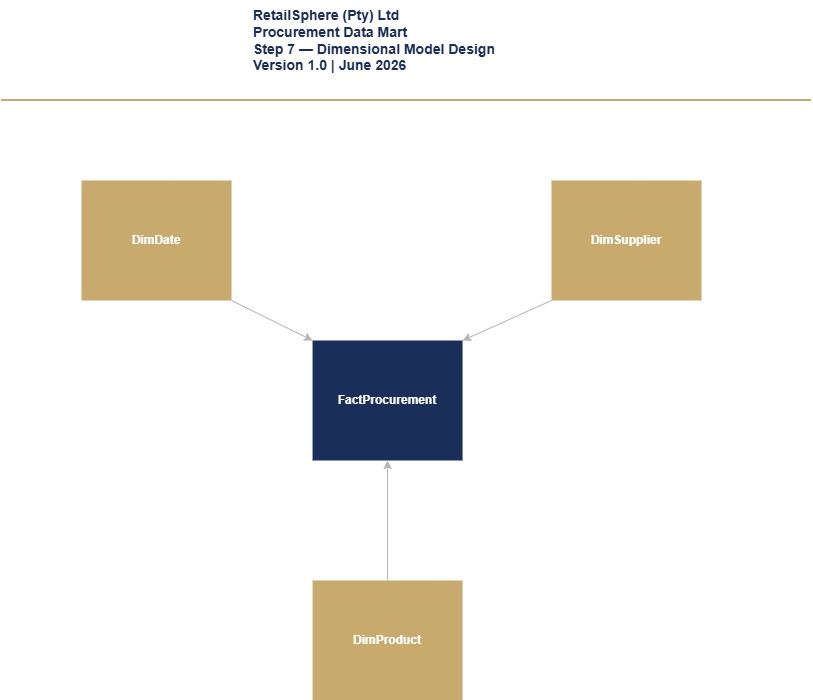 RetailSphere (Pty) Ltd
Procurement Data Mart
Step 7 — Dimensional Model Design
Version 1.0 | June 2026
DimDate
DimSupplier
FactProcurement
DimProduct